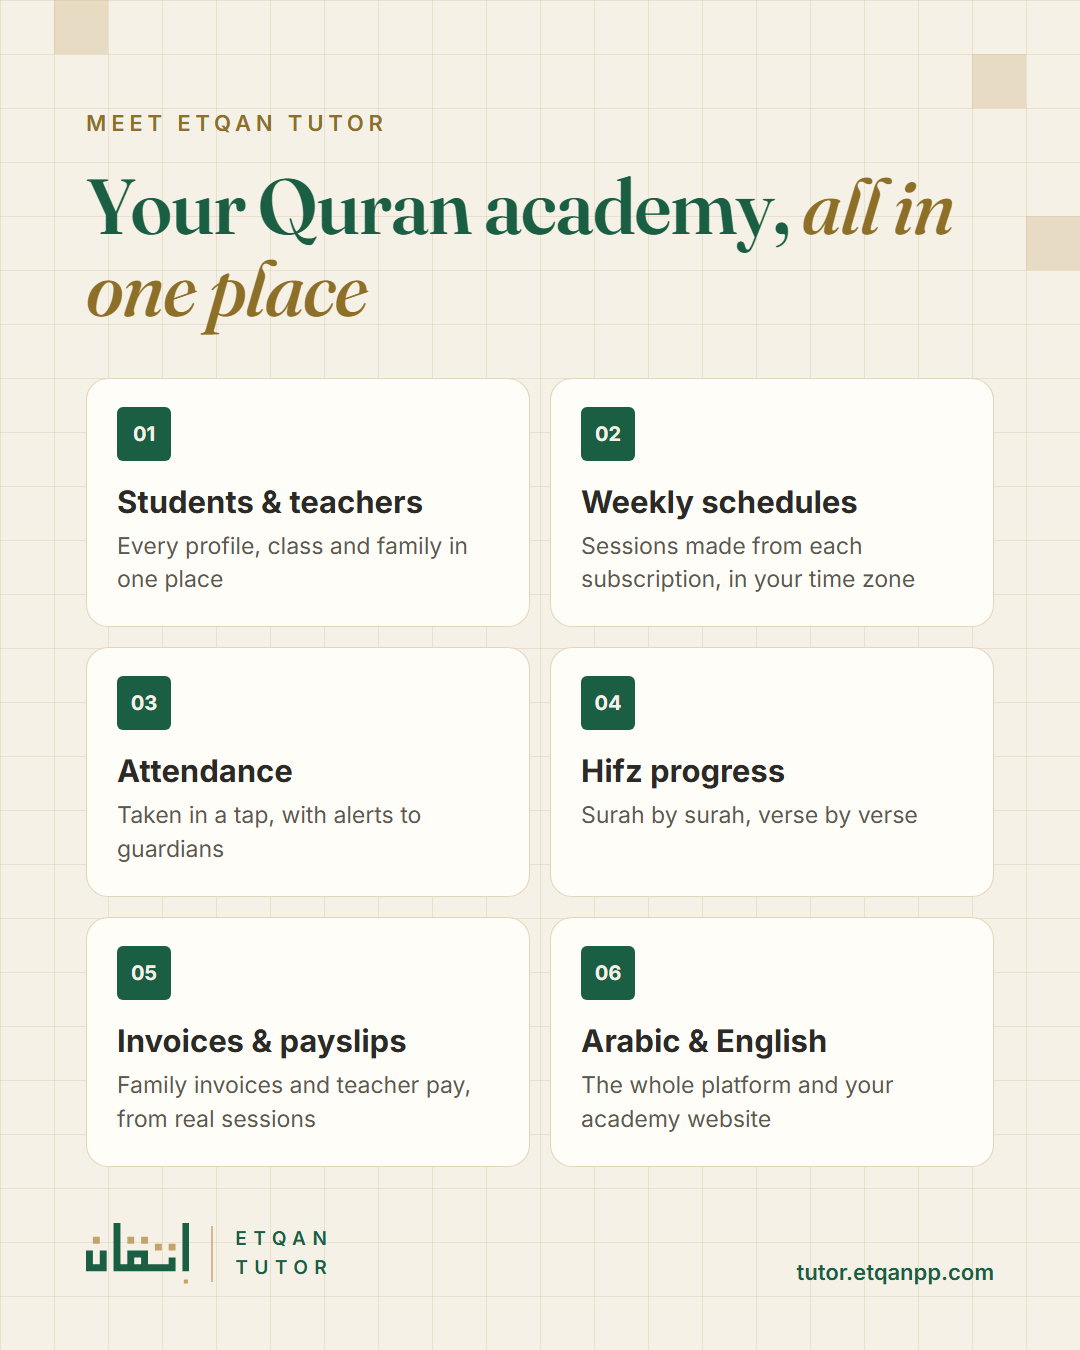 MEET ETQAN TUTOR
Your Quran academy, all in
one place
01
Students & teachers
Every profile, class and family in
one place
02
Weekly schedules
Sessions made from each
subscription, in your time zone
03
Attendance
Taken in a tap, with alerts to
guardians
04
Hifz progress
Surah by surah, verse by verse
05
Invoices & payslips
Family invoices and teacher pay,
from real sessions
06
Arabic & English
The whole platform and your
academy website
إتقان
ETQAN
TUTOR
tutor.etqanpp.com